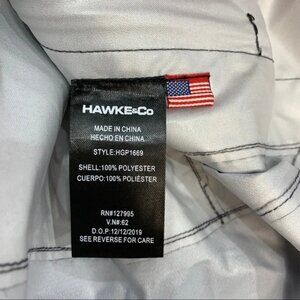 HAWKE&Co
MADE IN CHINA
HECHO EN CHINA
STYLE:HGP1669
SHELL:100% POLYESTER
CUERPO:100% POLIÉSTER
RN#127995
V.N#:62
D.O.P:12/12/2019
SEE REVERSE FOR CARE